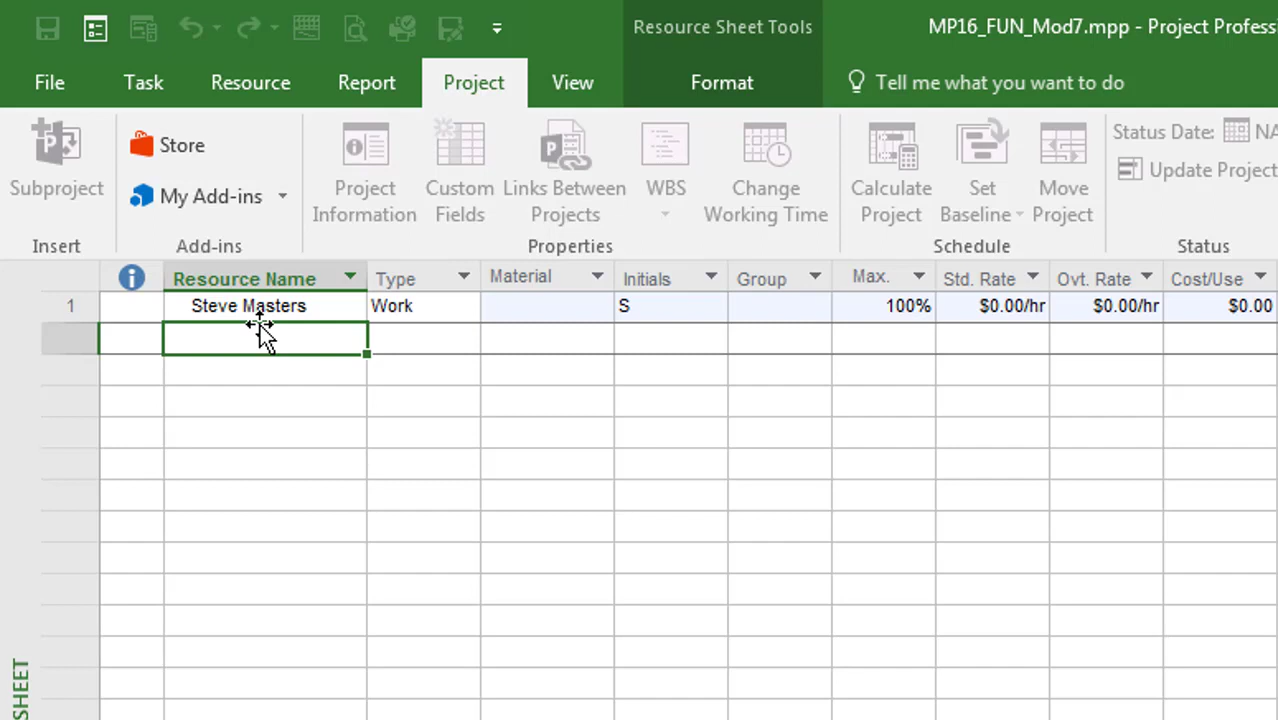 Resource Sheet Tools
MP16_FUN_Mod7.mpp - Project Profess
File Task Resource Report Project View Format Tell me what you want to do
Subproject
Store
My Add-ins
Project Information
Custom Fields
Links Between Projects
WBS
Change Working Time
Calculate Project
Set Baseline
Move Project
Status Date: NA
Update Project
Insert Add-ins Properties Schedule Status
Resource Name Type Material Initials Group Max. Std. Rate Ovt. Rate Cost/Use
1 Steve Masters Work S 100% $0.00/hr $0.00/hr $0.00
SHEET